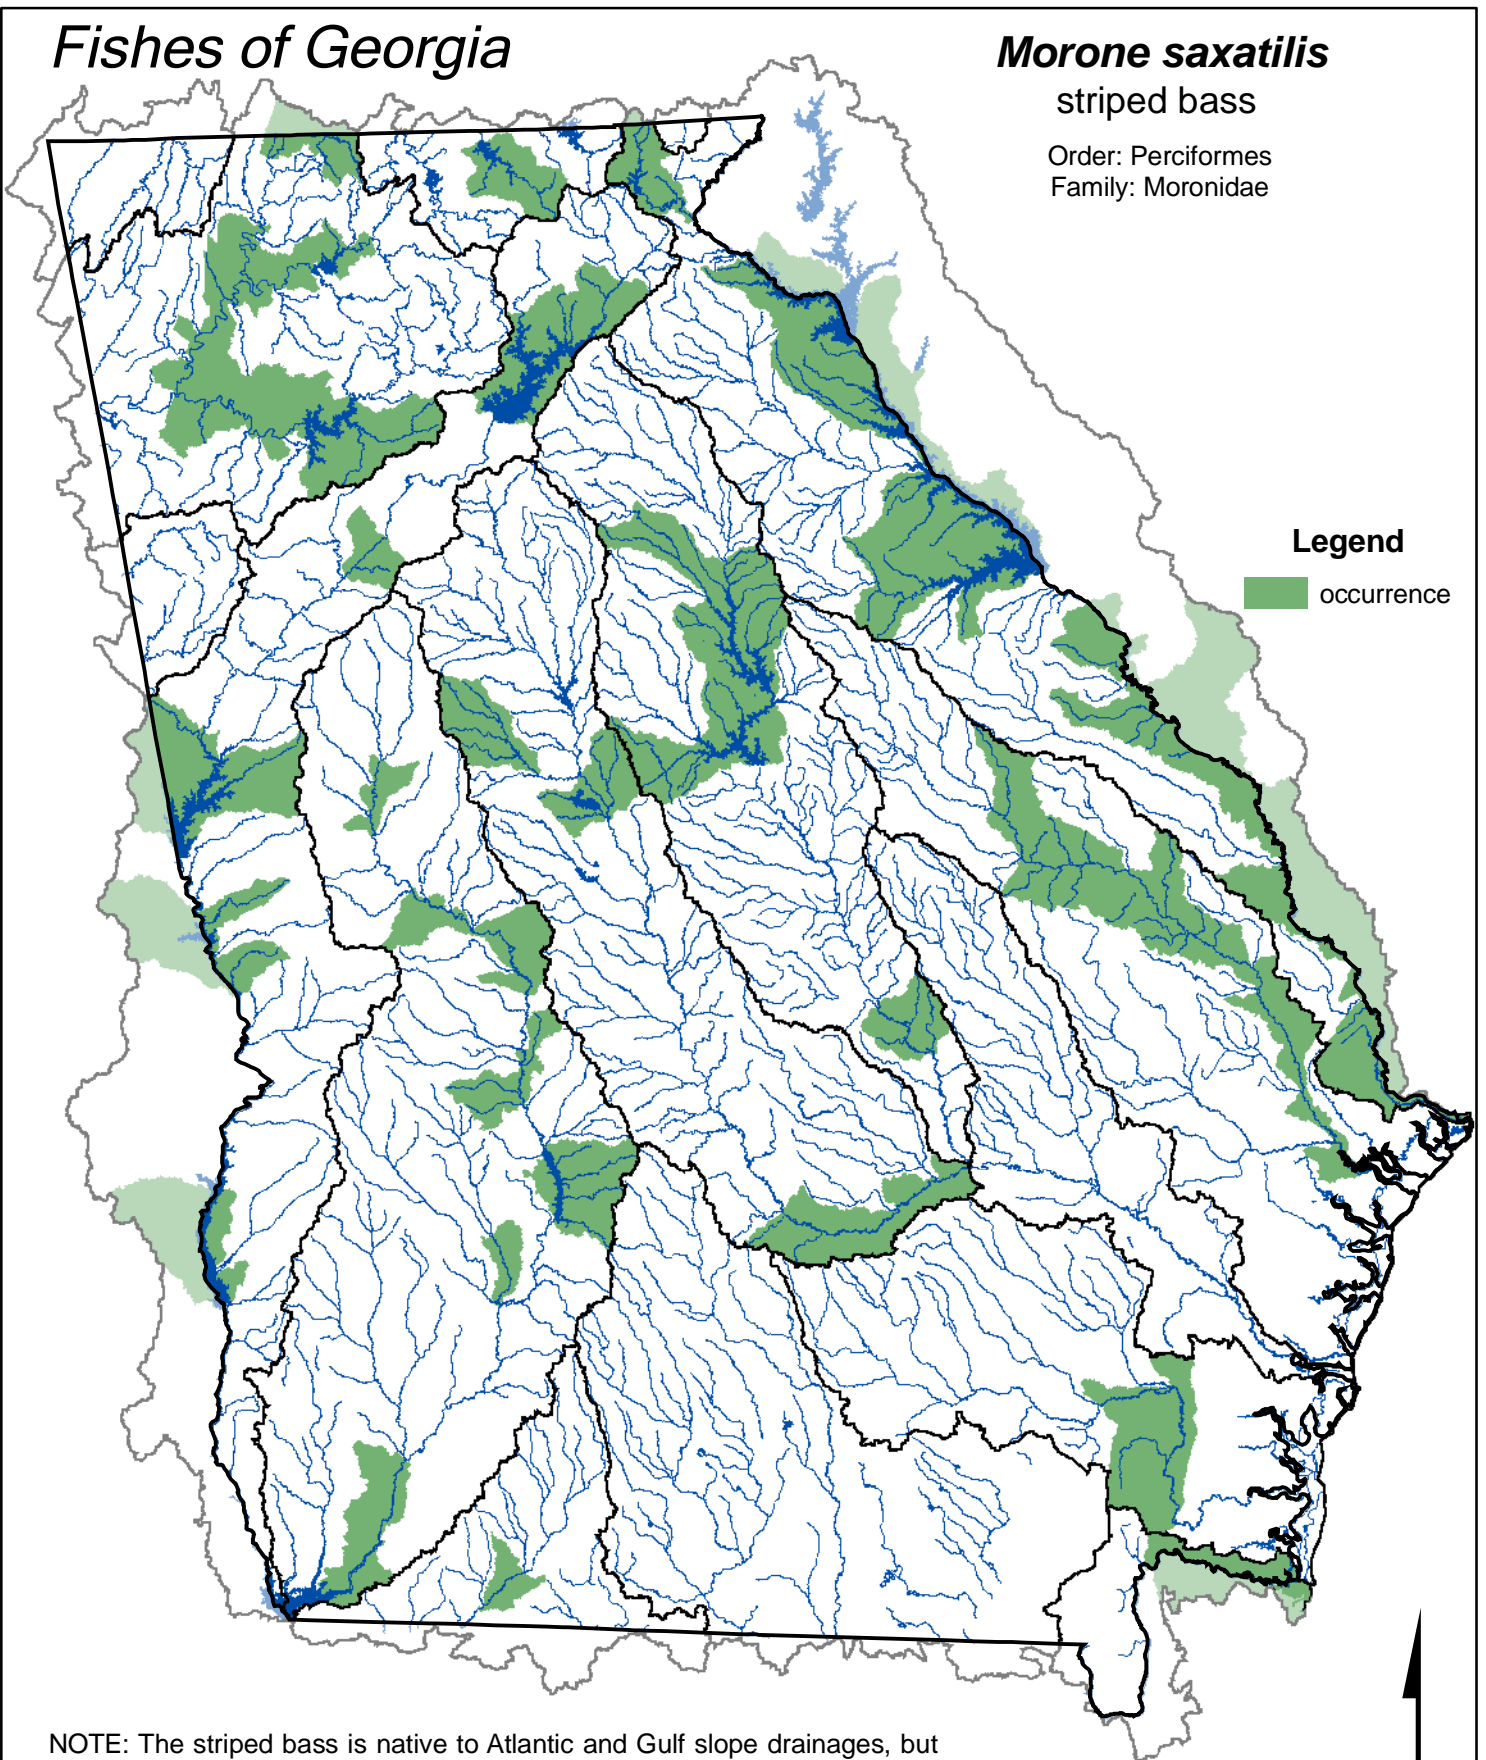 Fishes of Georgia
Morone saxatilis
striped bass
Order: Perciformes
Family: Moronidae
Legend
occurrence
NOTE: The striped bass is native to Atlantic and Gulf slope drainages, but